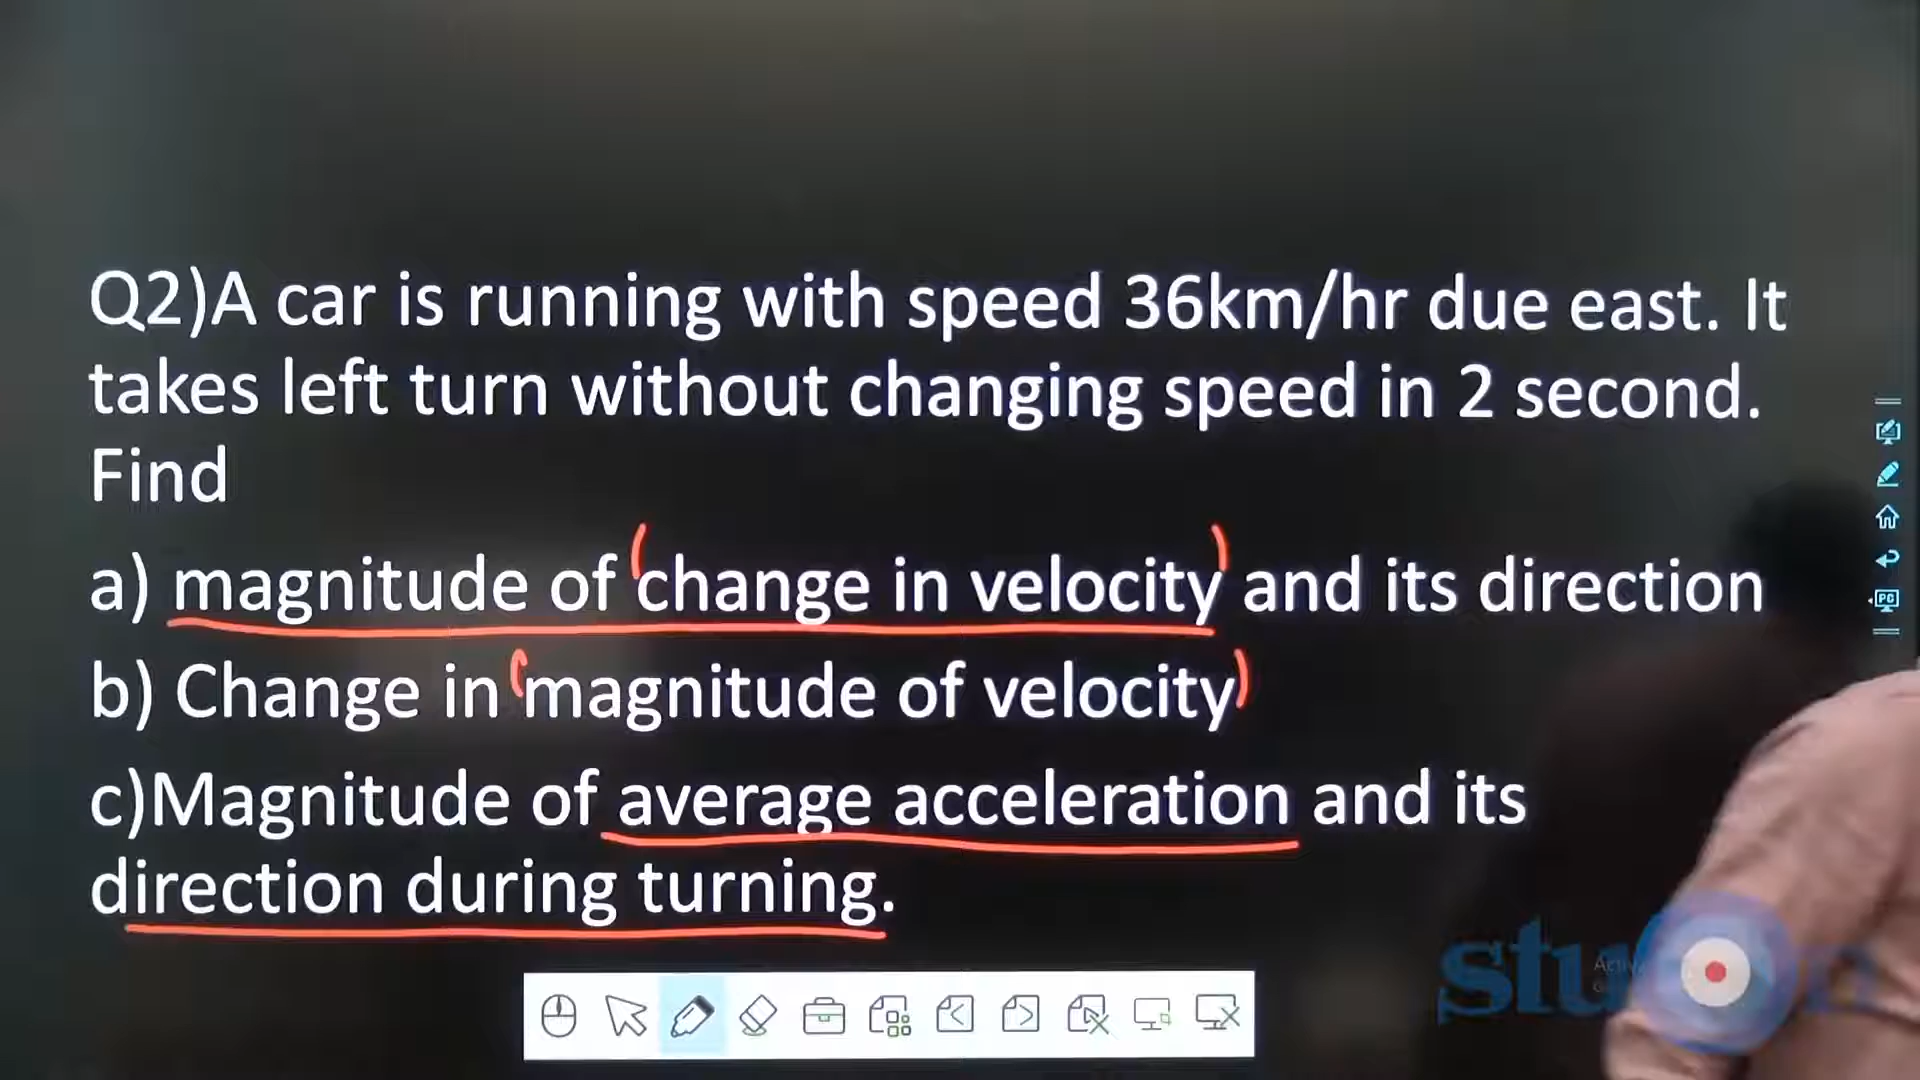 Q2)A car is running with speed 36km/hr due east. It
takes left turn without changing speed in 2 second.
Find
a) magnitude of (change in velocity) and its direction
b) Change in (magnitude of velocity)
c)Magnitude of average acceleration and its
direction during turning.
PC